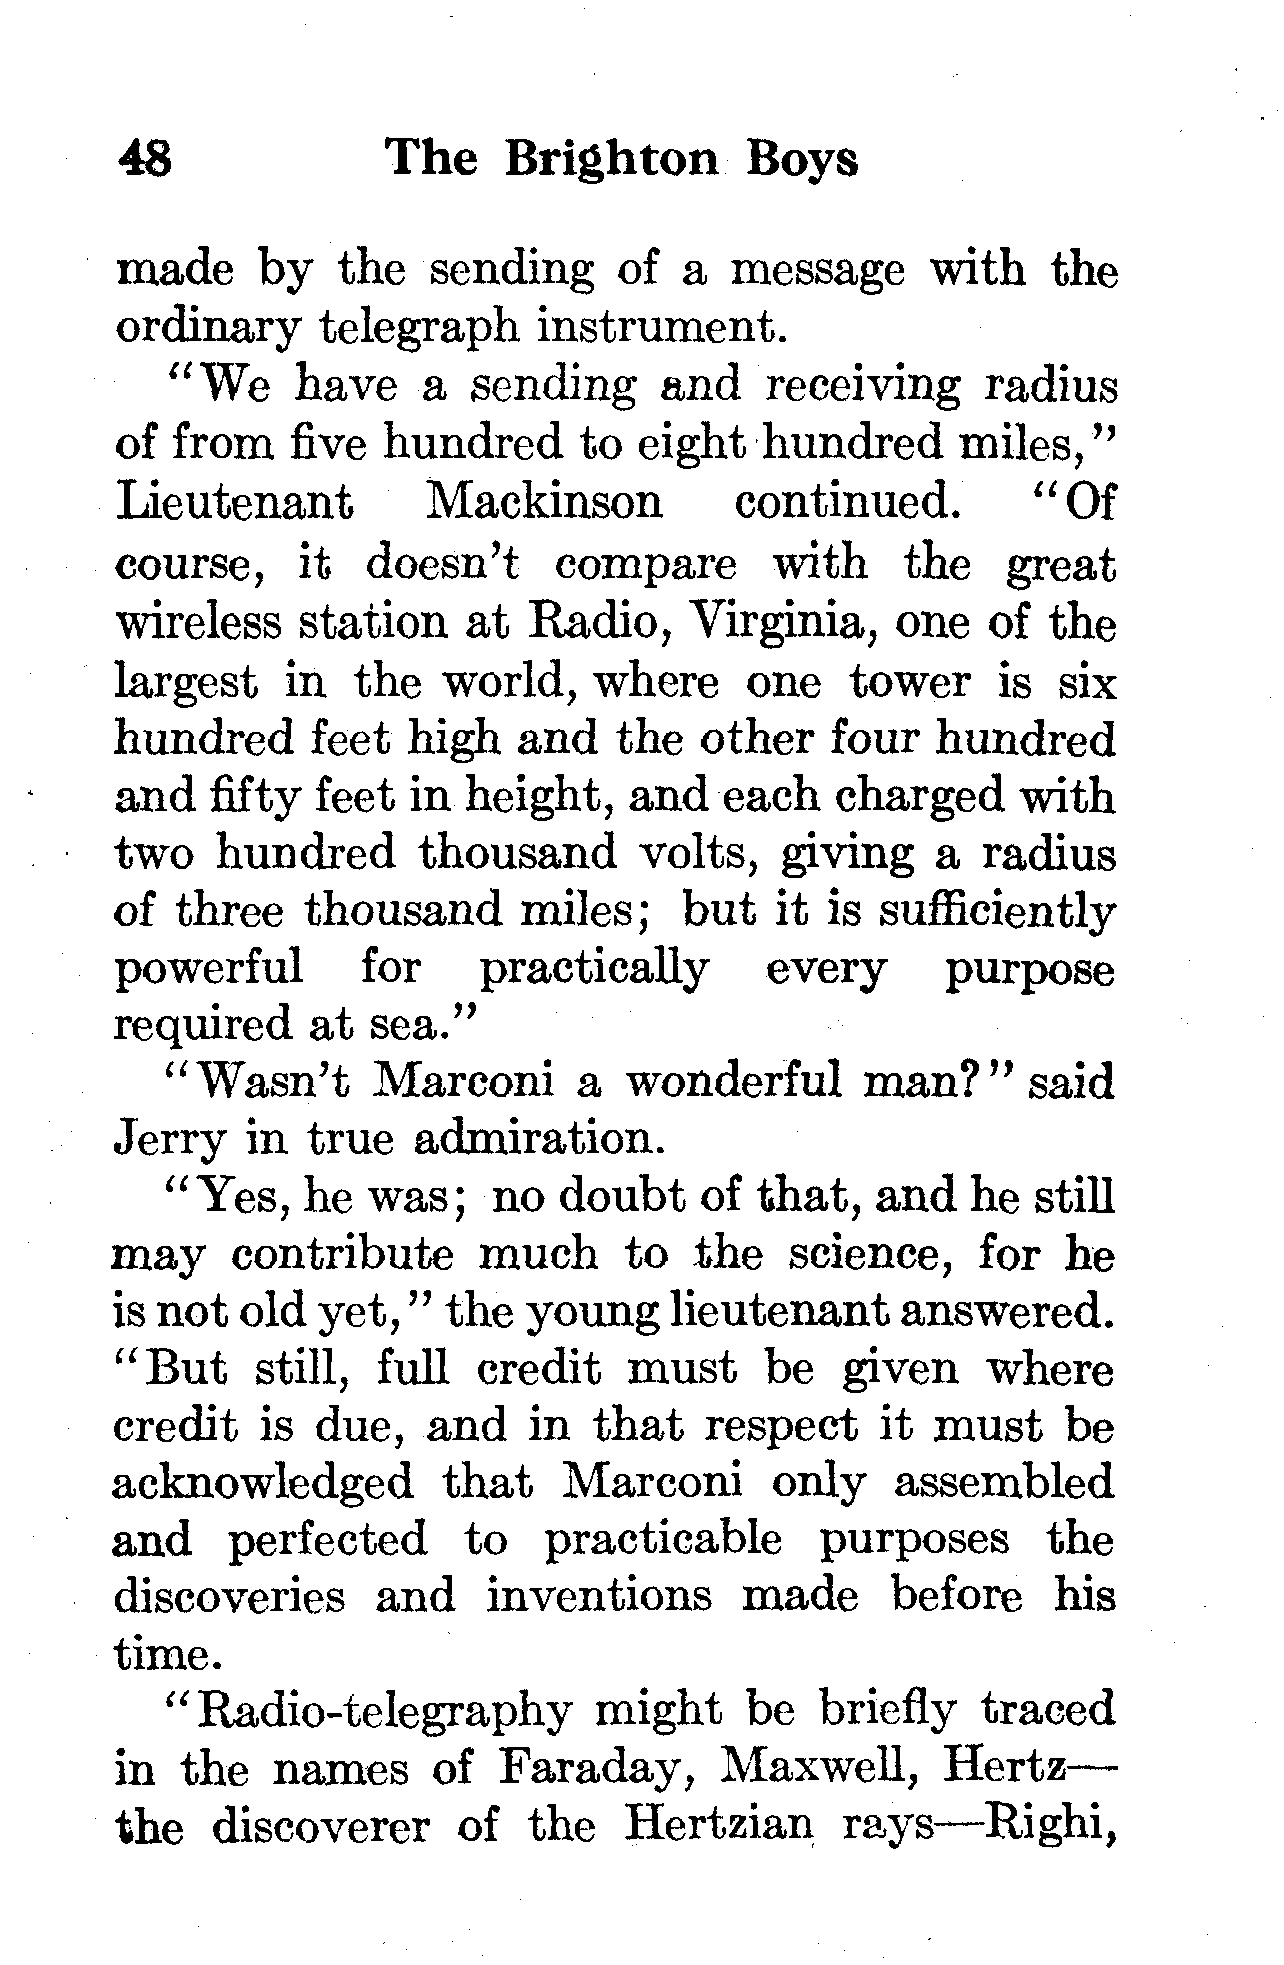 48 The Brighton Boys
made by the sending of a message with the
ordinary telegraph instrument.
"We have a sending and receiving radius
of from five hundred to eight hundred miles,"
Lieutenant Mackinson continued. "Of
course, it doesn't compare with the great
wireless station at Radio, Virginia, one of the
largest in the world, where one tower is six
hundred feet high and the other four hundred
and fifty feet in height, and each charged with
two hundred thousand volts, giving a radius
of three thousand miles; but it is sufficiently
powerful for practically every purpose
required at sea."
"Wasn't Marconi a wonderful man?" said
Jerry in true admiration.
"Yes, he was; no doubt of that, and he still
may contribute much to the science, for he
is not old yet," the young lieutenant answered.
"But still, full credit must be given where
credit is due, and in that respect it must be
acknowledged that Marconi only assembled
and perfected to practicable purposes the
discoveries and inventions made before his
time.
"Radio-telegraphy might be briefly traced
in the names of Faraday, Maxwell, Hertz—
the discoverer of the Hertzian rays—Righi,